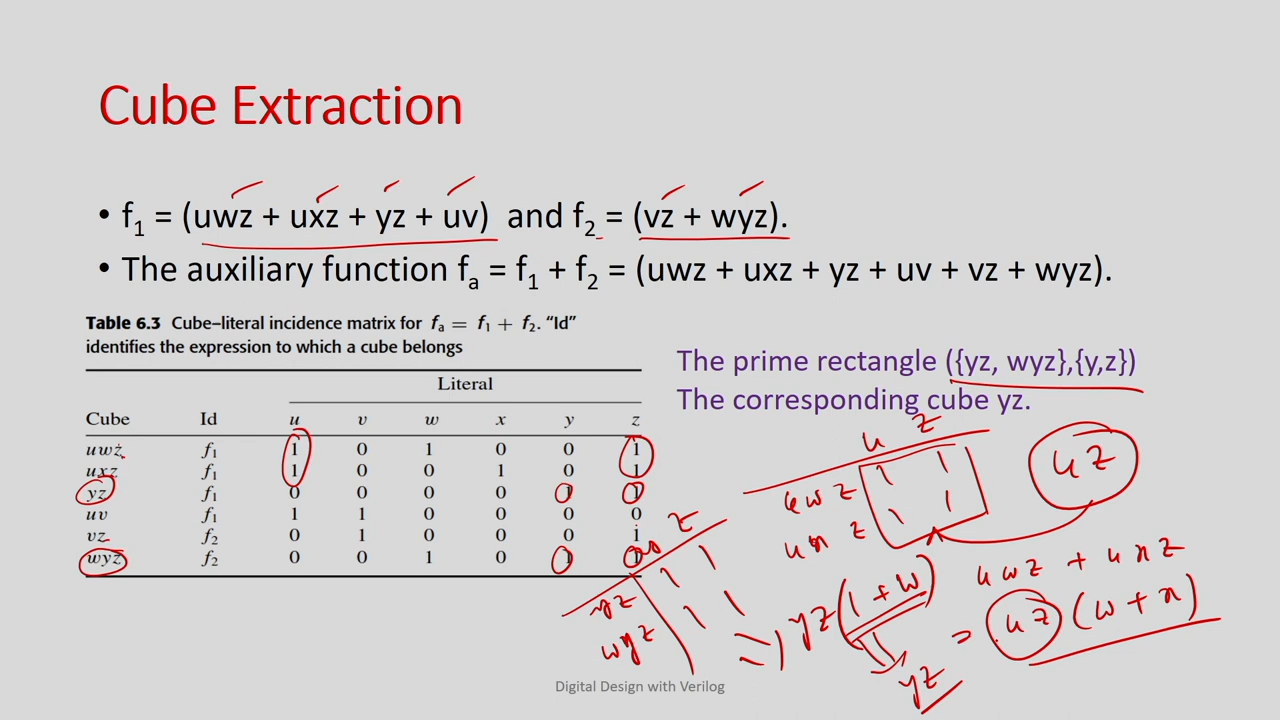 Cube Extraction
• f1 = (uwz + uxz + yz + uv) and f2 = (vz + wyz).
• The auxiliary function fa = f1 + f2 = (uwz + uxz + yz + uv + vz + wyz).
Table 6.3 Cube–literal incidence matrix for fa = f1 + f2. “Id”
identifies the expression to which a cube belongs
Literal
Cube Id u v w x y z
uwz f1 1 0 1 0 0 1
uxz f1 1 0 0 1 0 1
yz f1 0 0 0 0 1 1
uv f1 1 1 0 0 0 0
vz f2 0 1 0 0 0 1
wyz f2 0 0 1 0 1 1
The prime rectangle ({yz, wyz},{y,z})
The corresponding cube yz.
u z
uwz 1 1
uxz 1 1
uz
z
yz 1 1
wyz 1 1
yz(1+w)
yz
uwz + uxz
= uz (w+x)
Digital Design with Verilog